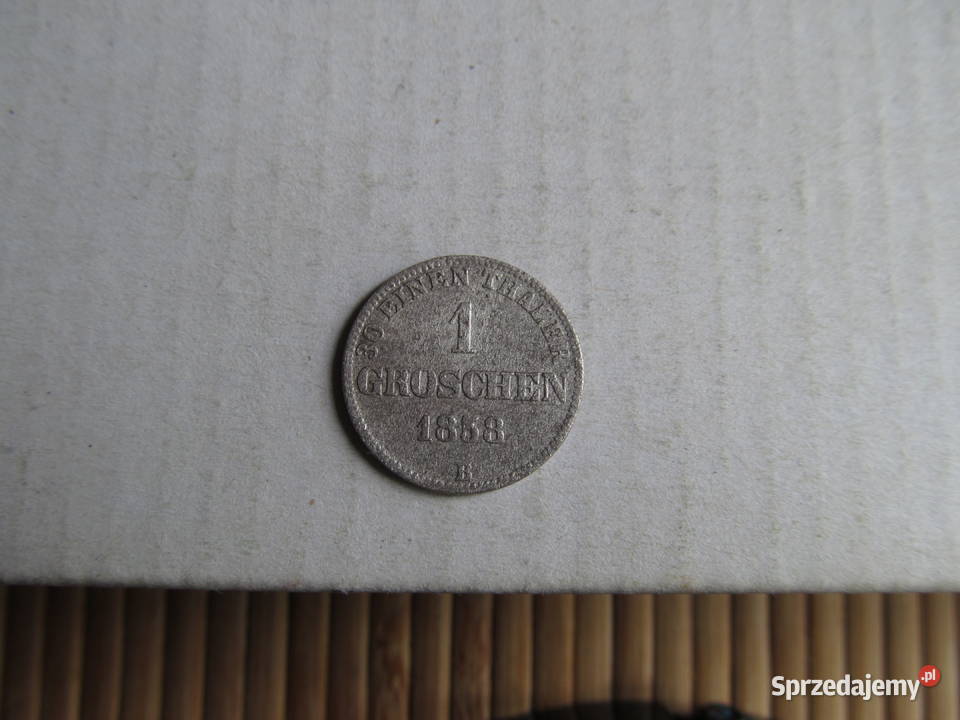 30 EINEN THALER
1
GROSCHEN
1858
B
Sprzedajemy.pl